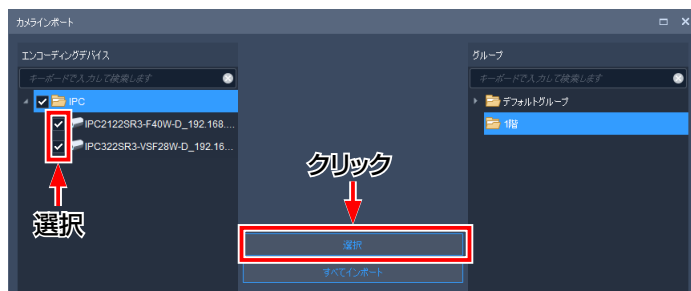 カメラインポート
エンコーディングデバイス
キーボードで入力して検索します
IPC
IPC2122SR3-F40W-D_192.168....
IPC322SR3-VSF28W-D_192.16...
選択
クリック
選択
すべてインポート
グループ
キーボードで入力して検索します
デフォルトグループ
1階